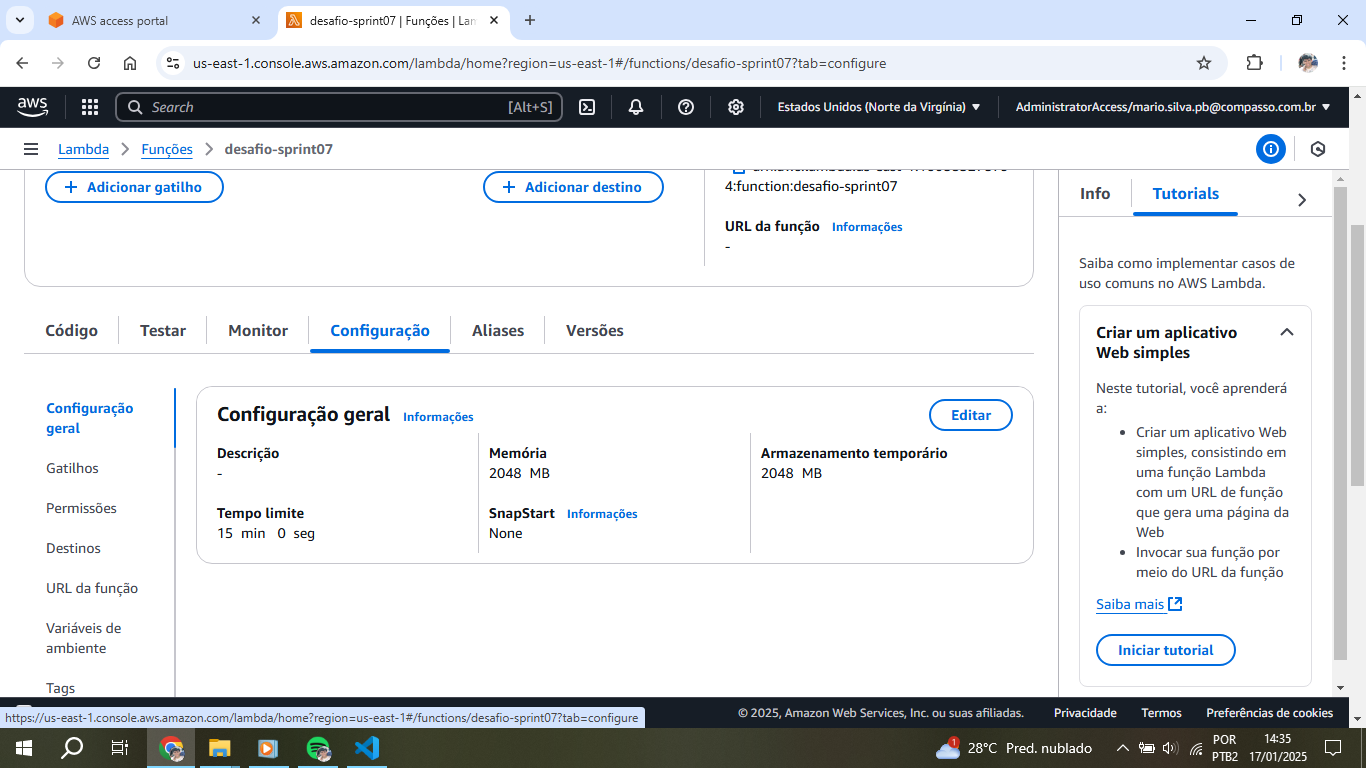 AWS access portal
desafio-sprint07 | Funções | Lam
us-east-1.console.aws.amazon.com/lambda/home?region=us-east-1#/functions/desafio-sprint07?tab=configure
aws
Search
[Alt+S]
Estados Unidos (Norte da Virgínia)
AdministratorAccess/mario.silva.pb@compasso.com.br
Lambda
Funções
desafio-sprint07
Adicionar gatilho
Adicionar destino
4:function:desafio-sprint07
URL da função Informações
-
Info
Tutorials
Saiba como implementar casos de
uso comuns no AWS Lambda.
Criar um aplicativo
Web simples
Neste tutorial, você aprenderá
a:
• Criar um aplicativo Web
simples, consistindo em
uma função Lambda
com um URL de função
que gera uma página da
Web
• Invocar sua função por
meio do URL da função
Saiba mais
Iniciar tutorial
Código
Testar
Monitor
Configuração
Aliases
Versões
Configuração
geral
Gatilhos
Permissões
Destinos
URL da função
Variáveis de
ambiente
Tags
Configuração geral Informações
Editar
Descrição
-
Memória
2048 MB
Armazenamento temporário
2048 MB
Tempo limite
15 min 0 seg
SnapStart Informações
None
https://us-east-1.console.aws.amazon.com/lambda/home?region=us-east-1#/functions/desafio-sprint07?tab=configure
© 2025, Amazon Web Services, Inc. ou suas afiliadas.
Privacidade
Termos
Preferências de cookies
1
28°C Pred. nublado
POR
PTB2
14:35
17/01/2025